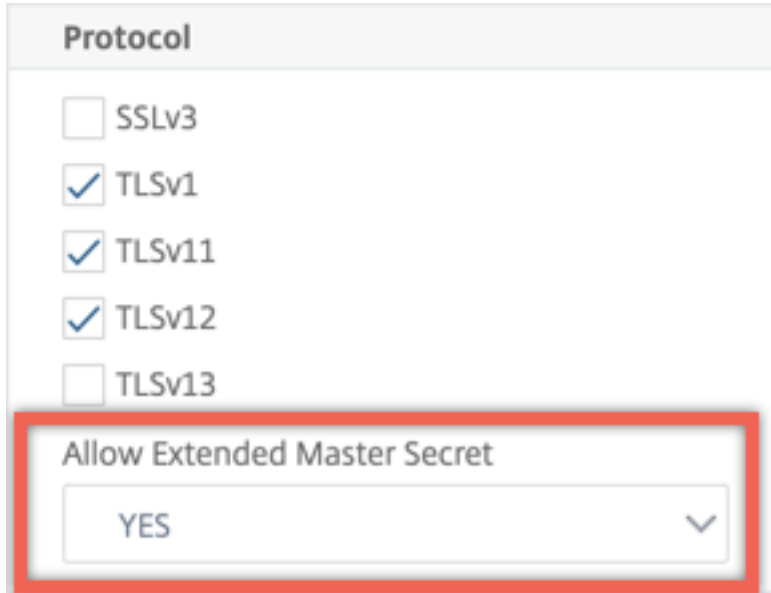 Protocol
SSLv3
TLSv1
TLSv11
TLSv12
TLSv13
Allow Extended Master Secret
YES